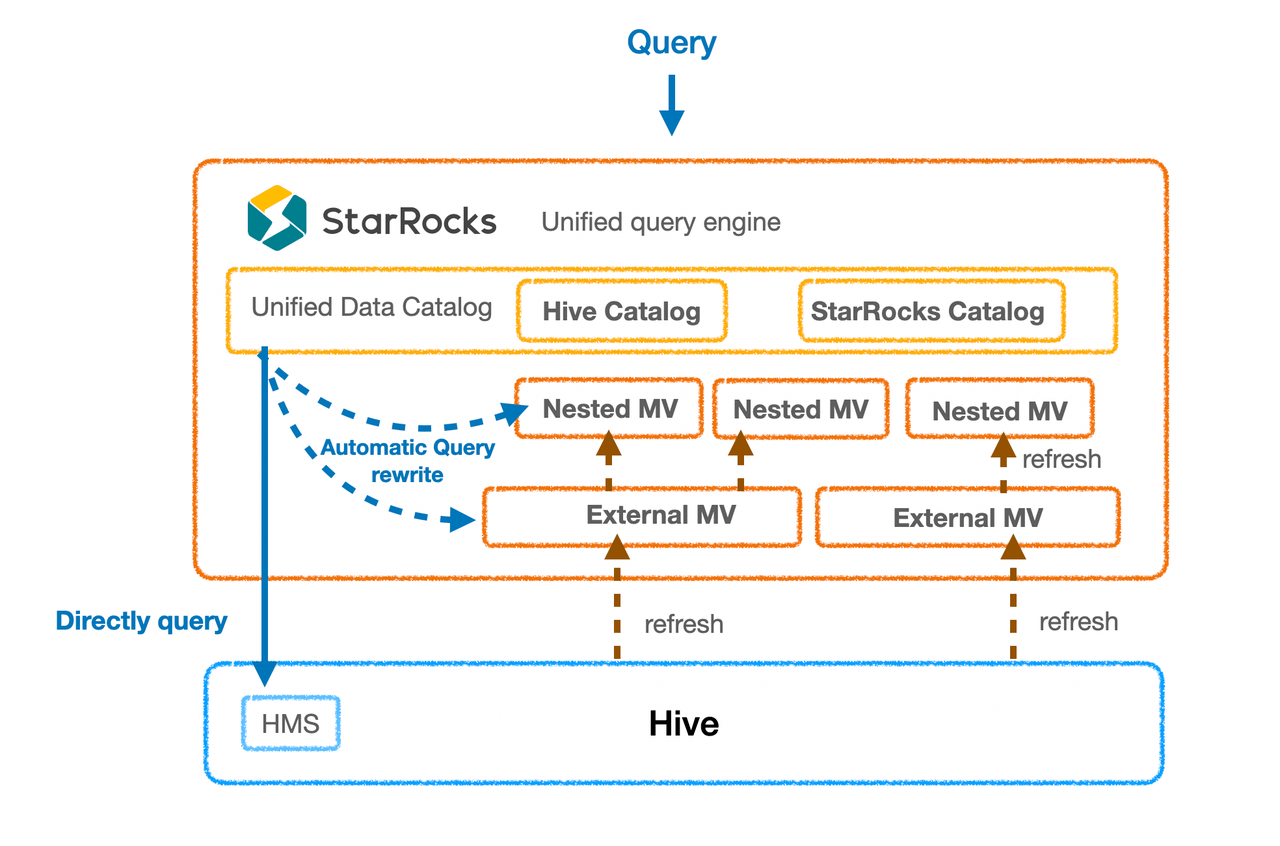 Query
StarRocks
Unified query engine
Unified Data Catalog
Hive Catalog
StarRocks Catalog
Nested MV
Nested MV
Nested MV
Automatic Query
rewrite
refresh
External MV
External MV
Directly query
refresh
refresh
HMS
Hive